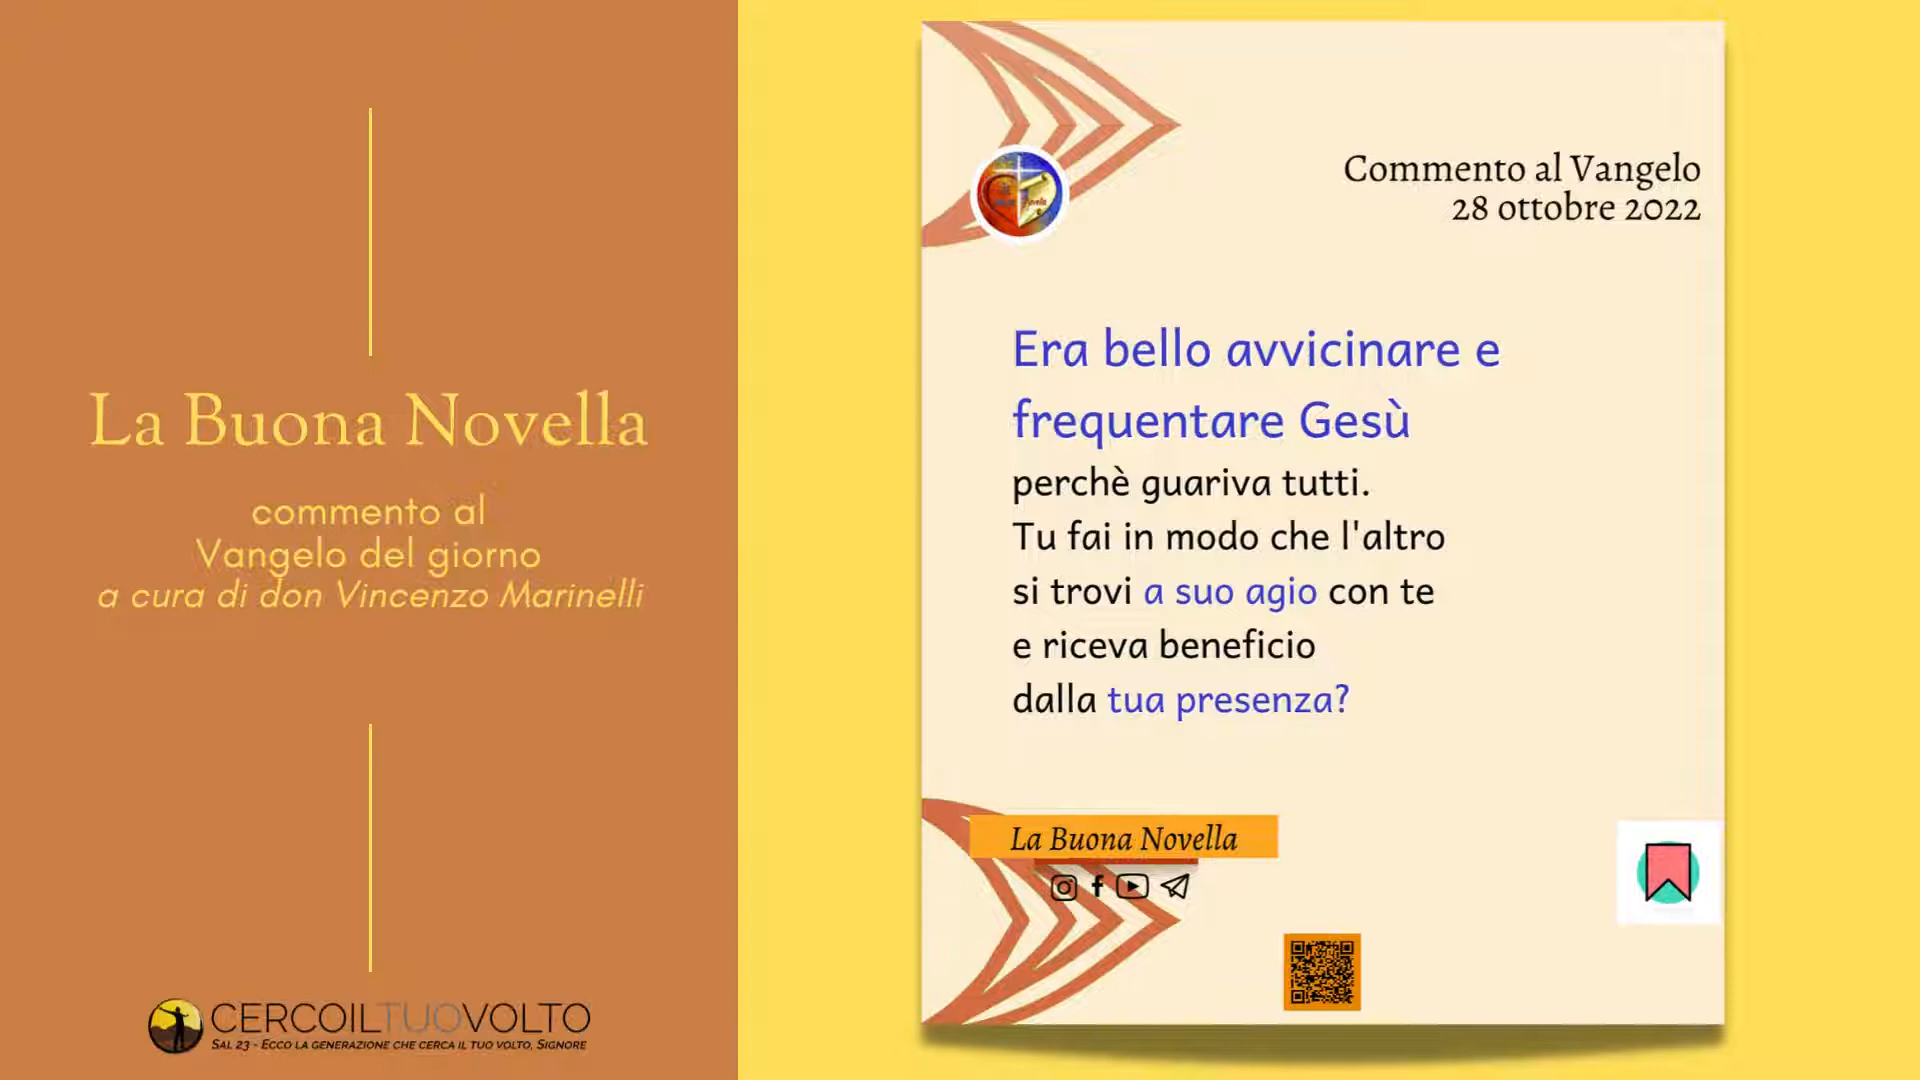 La Buona Novella
commento al
Vangelo del giorno
a cura di don Vincenzo Marinelli
CERCOILTUOVOLTO
SAL 23 - ECCO LA GENERAZIONE CHE CERCA IL TUO VOLTO, SIGNORE
Commento al Vangelo
28 ottobre 2022
Era bello avvicinare e
frequentare Gesù
perchè guariva tutti.
Tu fai in modo che l'altro
si trovi a suo agio con te
e riceva beneficio
dalla tua presenza?
La Buona Novella